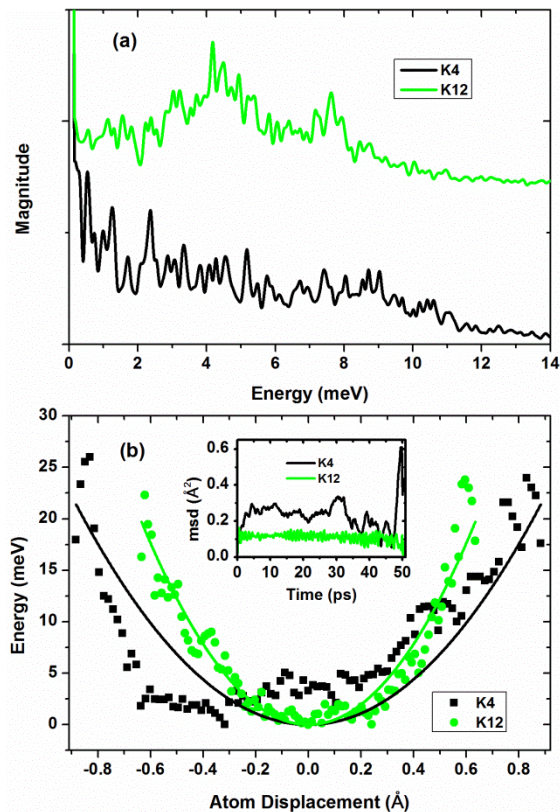 (a)
K4
K12
Magnitude
0 2 4 6 8 10 12 14
Energy (meV)
30
25
20
15
10
5
0
Energy (meV)
(b)
0.6
0.4
0.2
0.0
msd (Å²)
K4
K12
0 10 20 30 40 50
Time (ps)
K4
K12
-0.8 -0.6 -0.4 -0.2 0.0 0.2 0.4 0.6 0.8
Atom Displacement (Å)